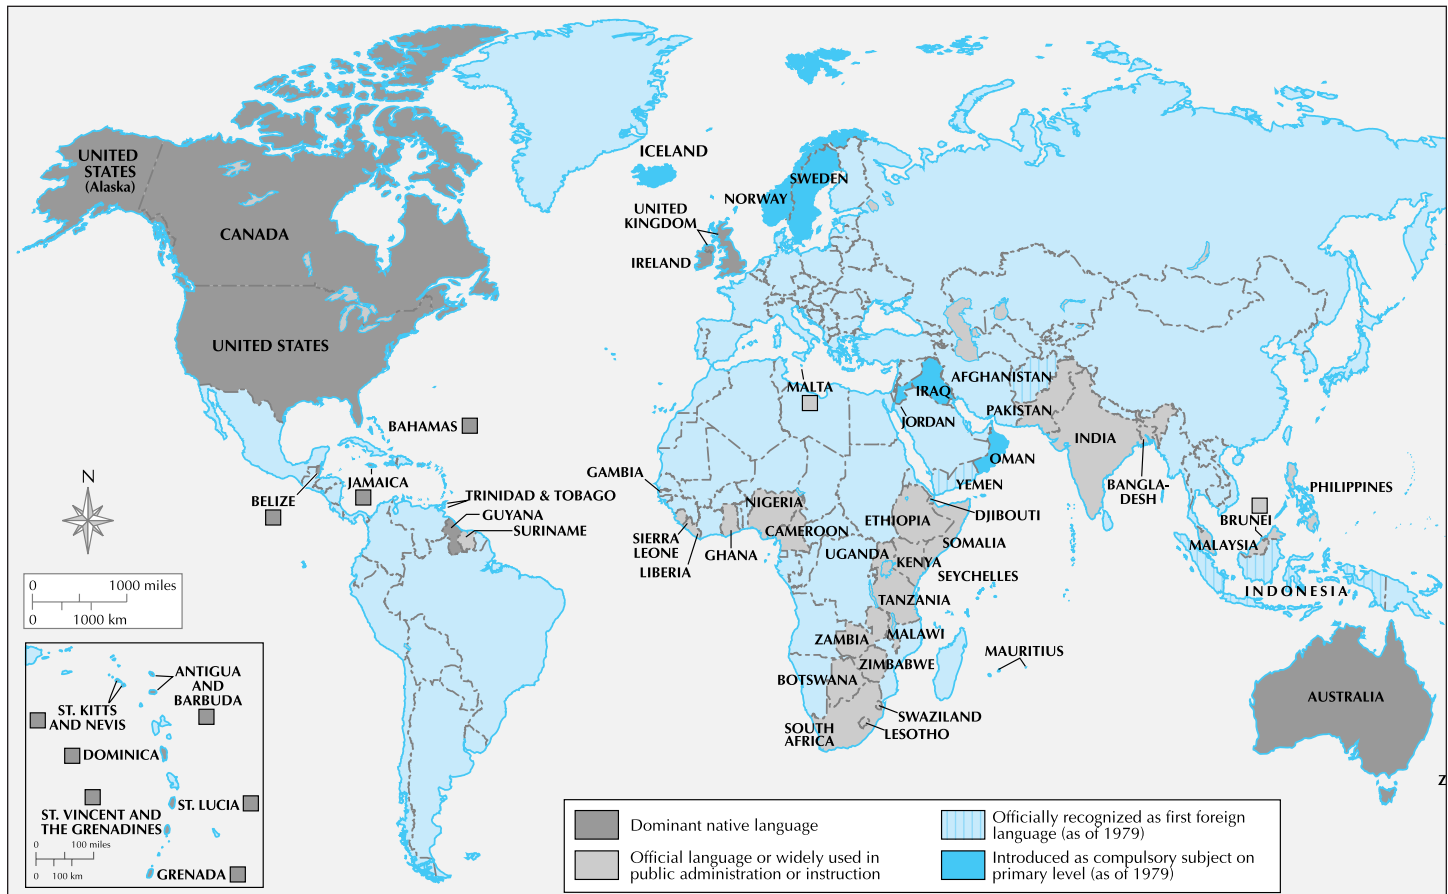 UNITED
STATES
(Alaska)
CANADA
UNITED STATES
ICELAND
SWEDEN
NORWAY
UNITED
KINGDOM
IRELAND
MALTA
AFGHANISTAN
IRAQ
JORDAN
PAKISTAN
INDIA
OMAN
YEMEN
BANGLA-
DESH
PHILIPPINES
BRUNEI
MALAYSIA
INDONESIA
BAHAMAS
JAMAICA
BELIZE
TRINIDAD & TOBAGO
GUYANA
SURINAME
GAMBIA
SIERRA
LEONE
LIBERIA
GHANA
NIGERIA
CAMEROON
ETHIOPIA
DJIBOUTI
SOMALIA
UGANDA
KENYA
SEYCHELLES
TANZANIA
ZAMBIA
MALAWI
ZIMBABWE
BOTSWANA
MAURITIUS
SWAZILAND
LESOTHO
SOUTH
AFRICA
AUSTRALIA
Z
N
0 1000 miles
0 1000 km
ANTIGUA
AND
BARBUDA
ST. KITTS
AND NEVIS
DOMINICA
ST. LUCIA
ST. VINCENT AND
THE GRENADINES
0 100 miles
0 100 km
GRENADA
Dominant native language
Official language or widely used in
public administration or instruction
Officially recognized as first foreign
language (as of 1979)
Introduced as compulsory subject on
primary level (as of 1979)